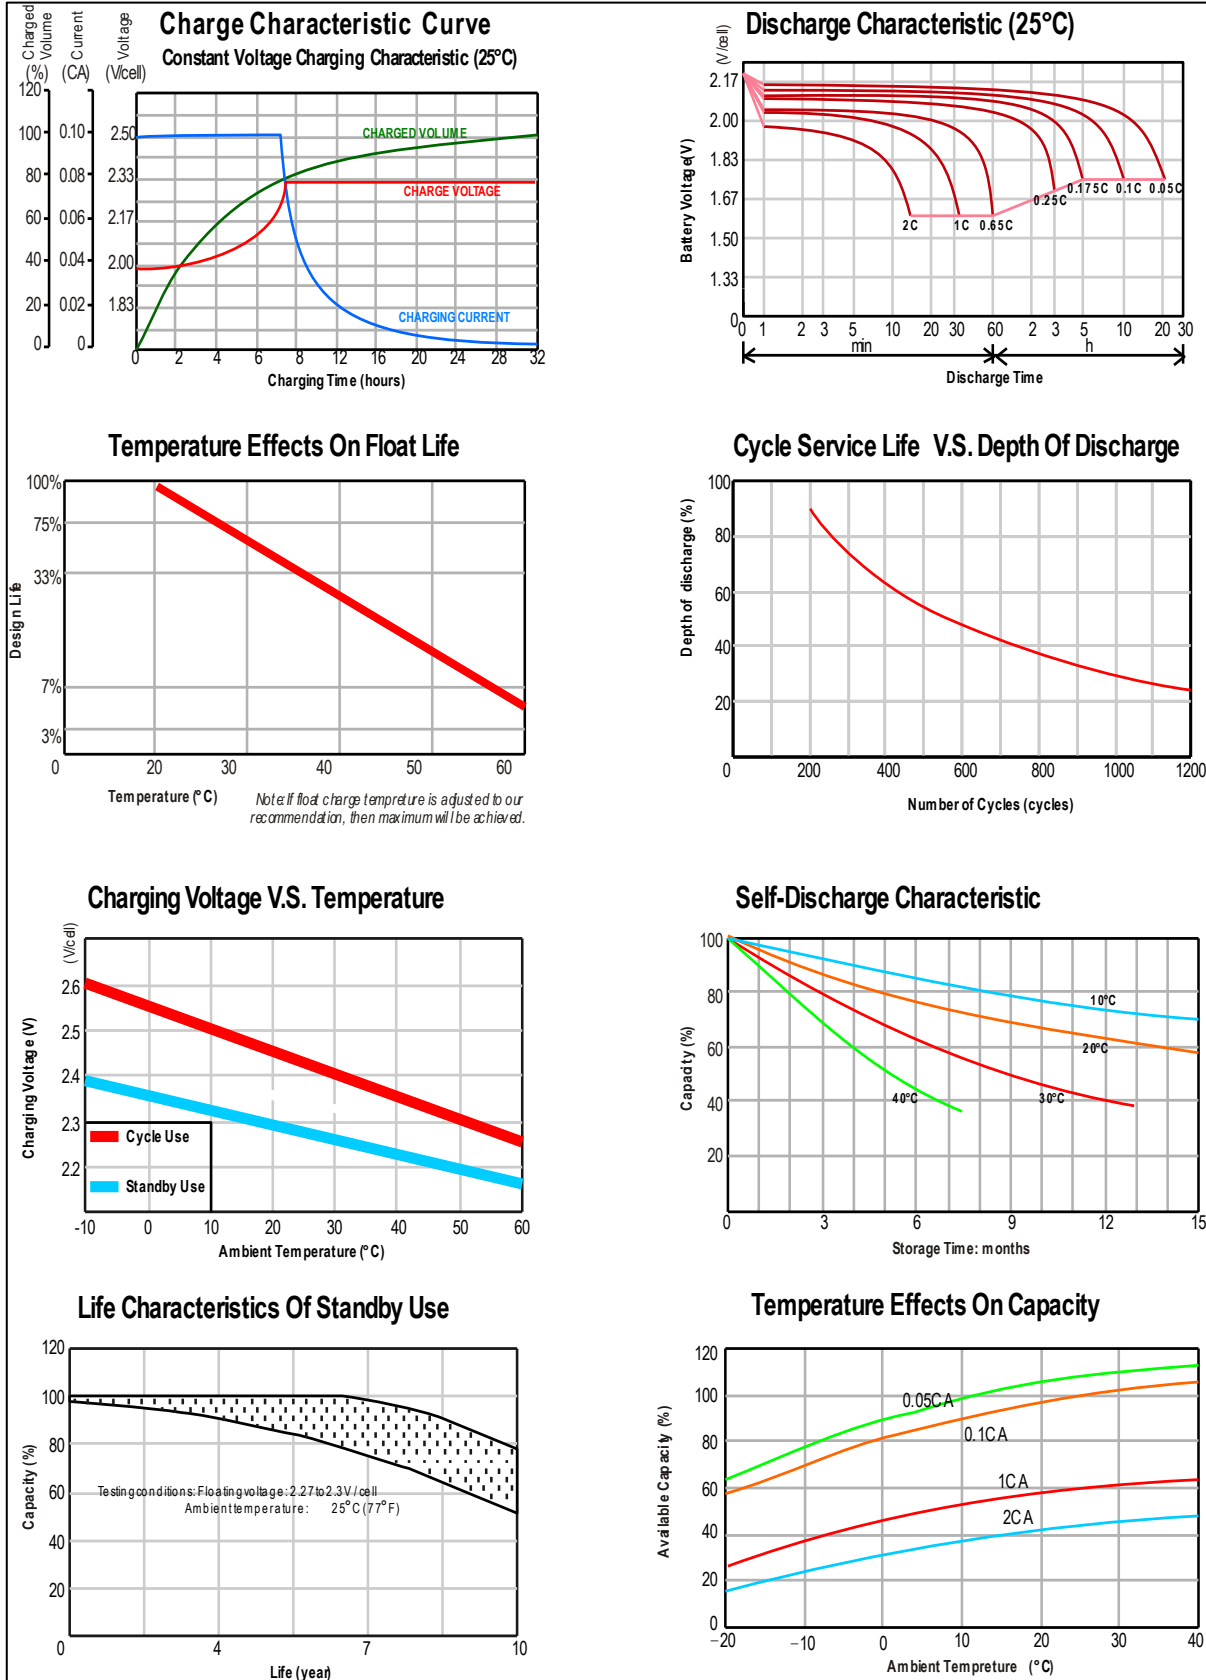 Charge Characteristic Curve
Constant Voltage Charging Characteristic (25°C)
Charged Volume (%)
Current (CA)
Voltage (V/cell)
120
100
80
60
40
20
0
0.10
0.08
0.06
0.04
0.02
0
2.50
2.33
2.17
2.00
1.83
CHARGED VOLUME
CHARGE VOLTAGE
CHARGING CURRENT
0 2 4 6 8 12 16 20 24 28 32
Charging Time (hours)
Discharge Characteristic (25°C)
(V/cell)
Battery Voltage(V)
2.17
2.00
1.83
1.67
1.50
1.33
0
2C 1C 0.65C 0.25C 0.175C 0.1C 0.05C
0 1 2 3 5 10 20 30 60 2 3 5 10 20 30
min h
Discharge Time
Temperature Effects On Float Life
Design Life
100%
75%
33%
7%
3%
0 20 30 40 50 60
Temperature (°C)
Note:If float charge tempreture is adjusted to our
recommendation, then maximum will be achieved.
Cycle Service Life V.S. Depth Of Discharge
Depth of discharge (%)
100
80
60
40
20
0 200 400 600 800 1000 1200
Number of Cycles (cycles)
Charging Voltage V.S. Temperature
(V/cell)
Charging Voltage (V)
2.6
2.5
2.4
2.3
2.2
Cycle Use
Standby Use
-10 0 10 20 30 40 50 60
Ambient Temperature (°C)
Self-Discharge Characteristic
Capacity (%)
100
80
60
40
20
10°C
20°C
30°C
40°C
0 3 6 9 12 15
Storage Time: months
Life Characteristics Of Standby Use
Capacity (%)
120
100
80
60
40
20
Testing conditions: Floating voltage: 2.27 to 2.3 V/cell
Ambient temperature: 25°C (77°F)
0 4 7 10
Life (year)
Temperature Effects On Capacity
Available Capacity (%)
120
100
80
60
40
20
0
0.05CA
0.1CA
1CA
2CA
−20 −10 0 10 20 30 40
Ambient Tempreture (°C)